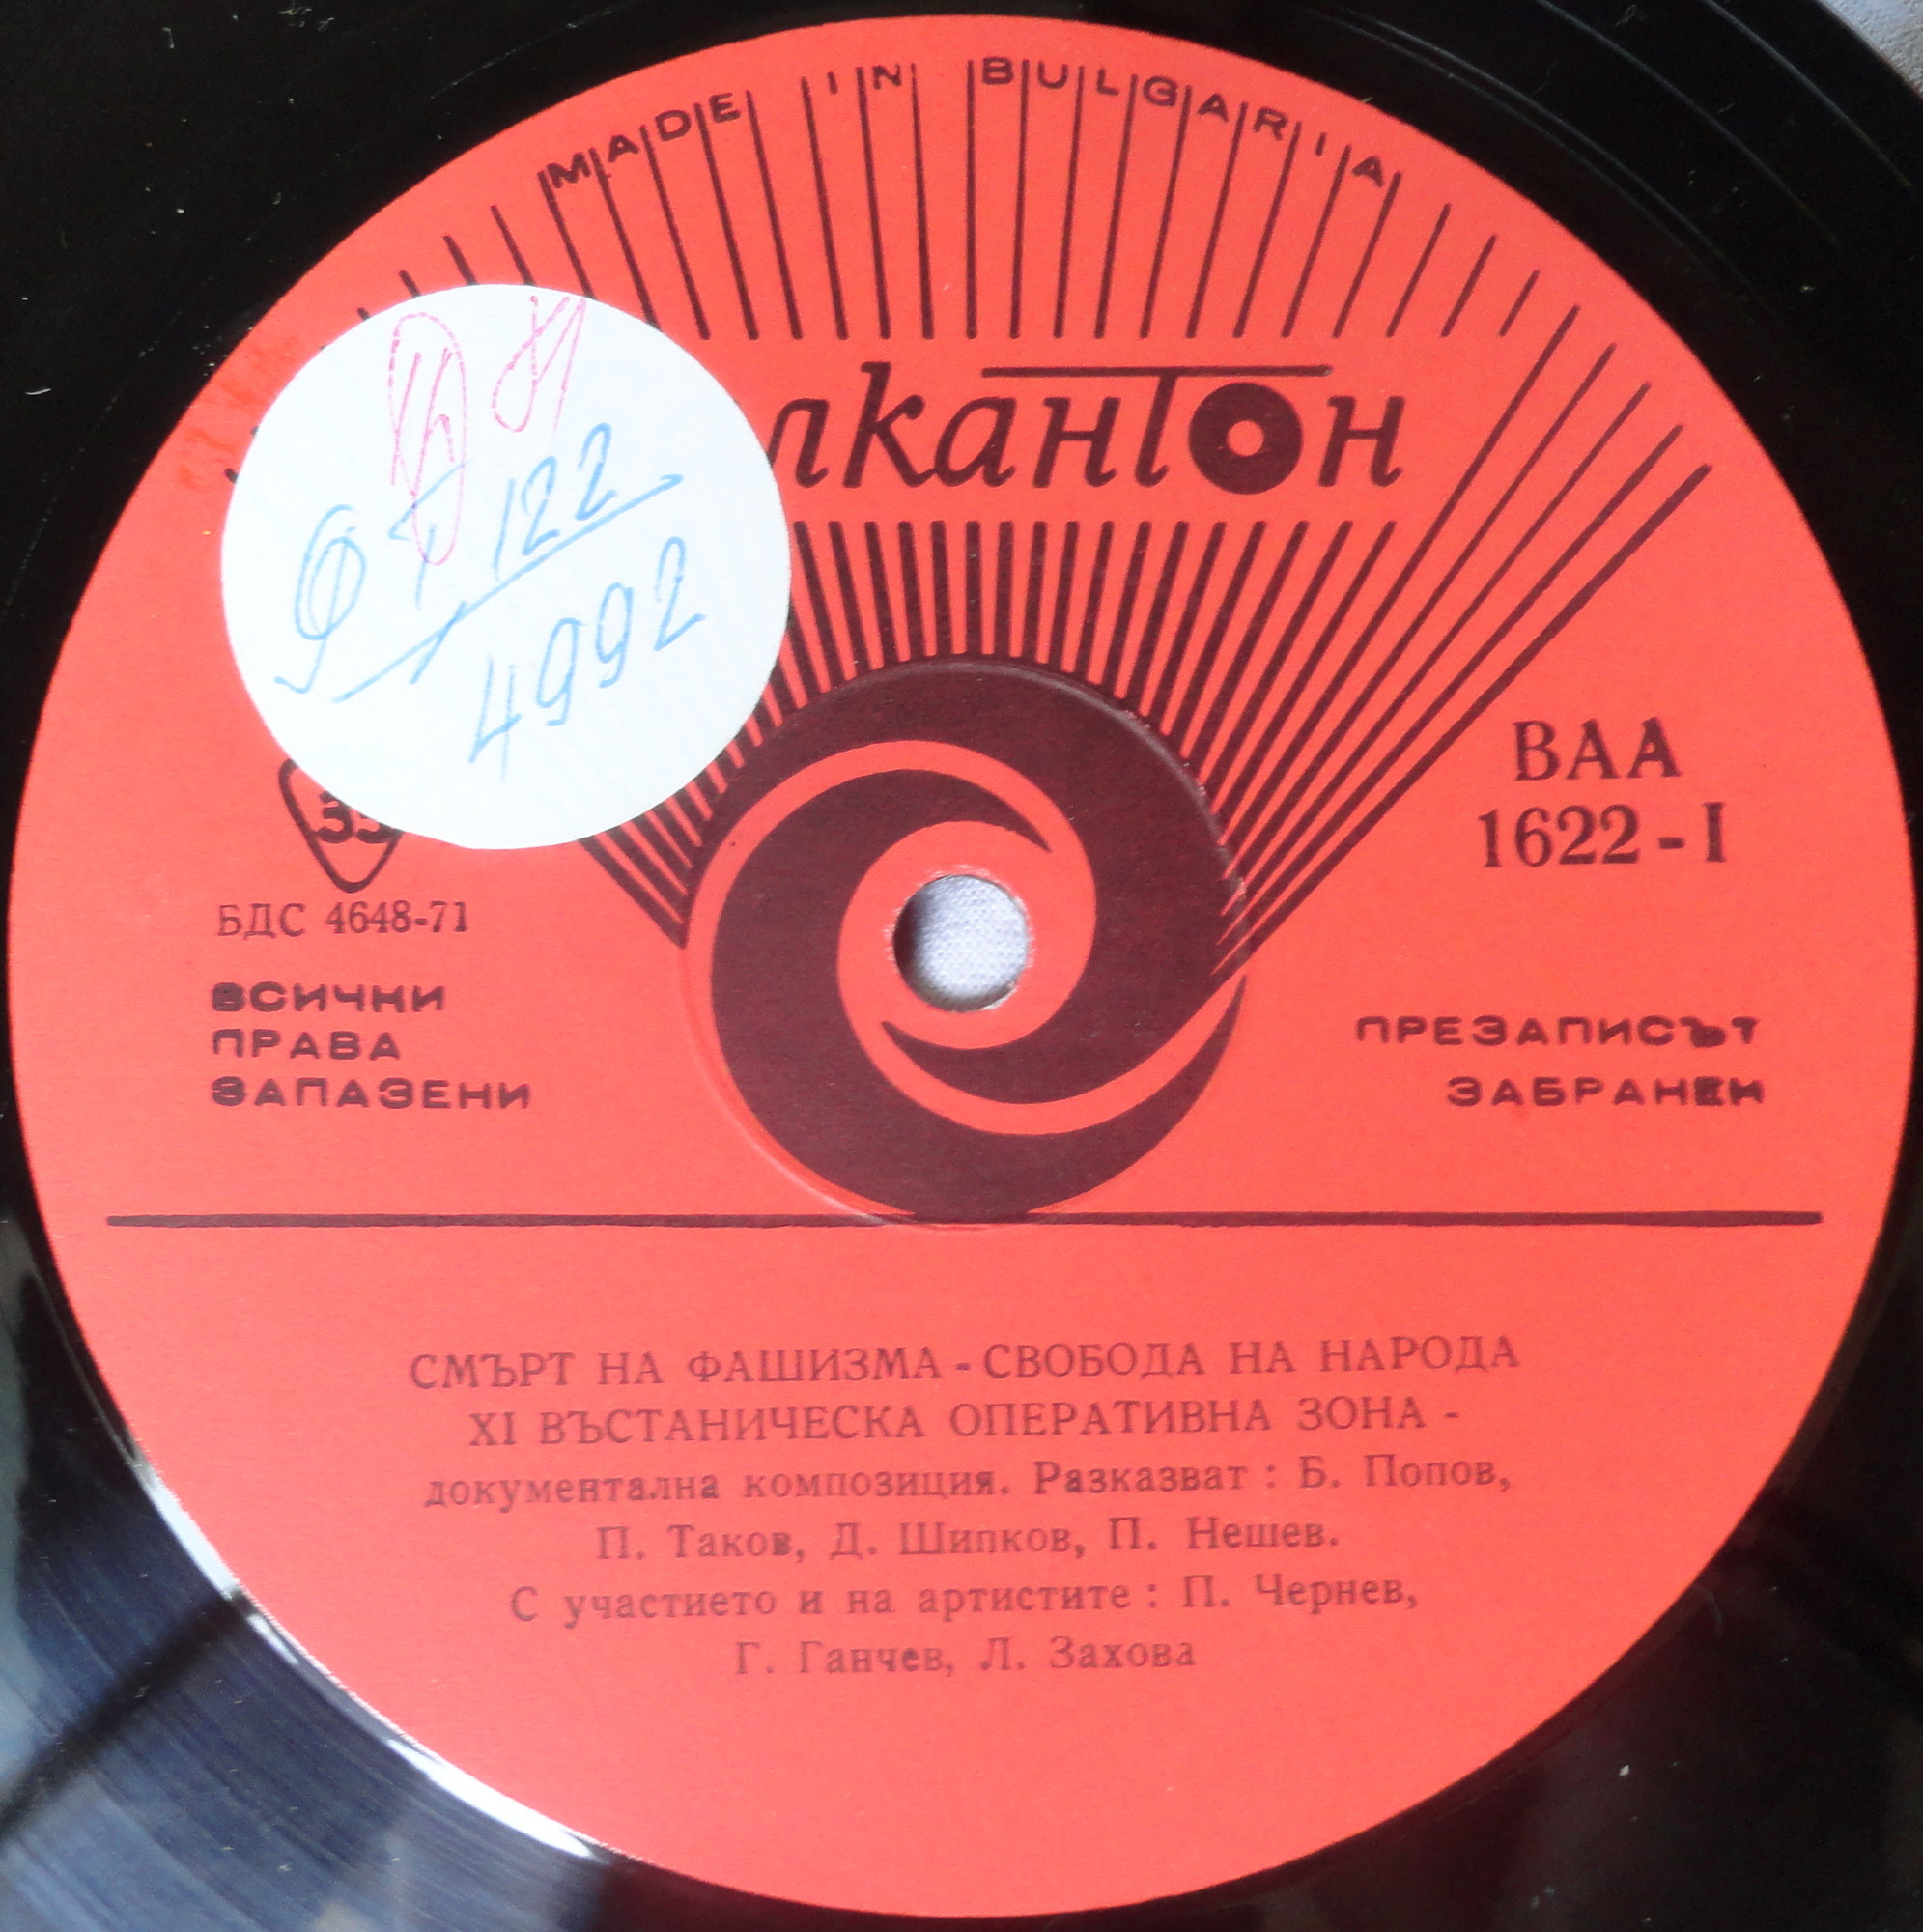 MADE IN BULGARIA
лкантон
122
4992
ВАА
1622 - I
33
БДС 4648-71
ВСИЧКИ
ПРАВА
ЗАПАЗЕНИ
ПРЕЗАПИСЪТ
ЗАБРАНЕН
СМЪРТ НА ФАШИЗМА - СВОБОДА НА НАРОДА
XI ВЪСТАНИЧЕСКА ОПЕРАТИВНА ЗОНА -
документална композиция. Разказват : Б. Попов,
П. Таков, Д. Шипков, П. Нешев.
С участието и на артистите : П. Чернев,
Г. Ганчев, Л. Захова